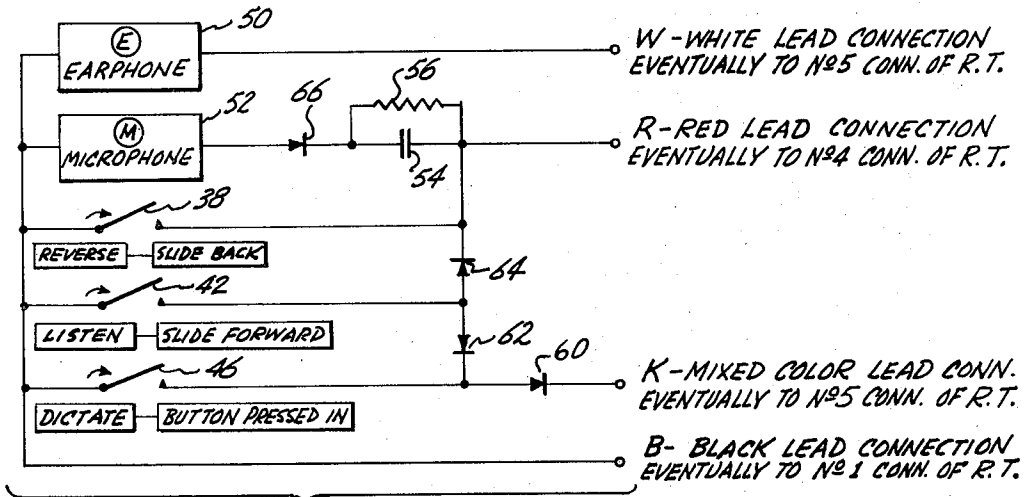 50
E
EARPHONE
W-WHITE LEAD CONNECTION
EVENTUALLY TO Nº5 CONN. OF R.T.
52
M
MICROPHONE
66
56
54
R-RED LEAD CONNECTION
EVENTUALLY TO Nº4 CONN. OF R.T.
38
REVERSE
SLIDE BACK
64
42
LISTEN
SLIDE FORWARD
62
60
46
DICTATE
BUTTON PRESSED IN
K-MIXED COLOR LEAD CONN.
EVENTUALLY TO Nº5 CONN. OF R.T.
B- BLACK LEAD CONNECTION
EVENTUALLY TO Nº1 CONN. OF R.T.